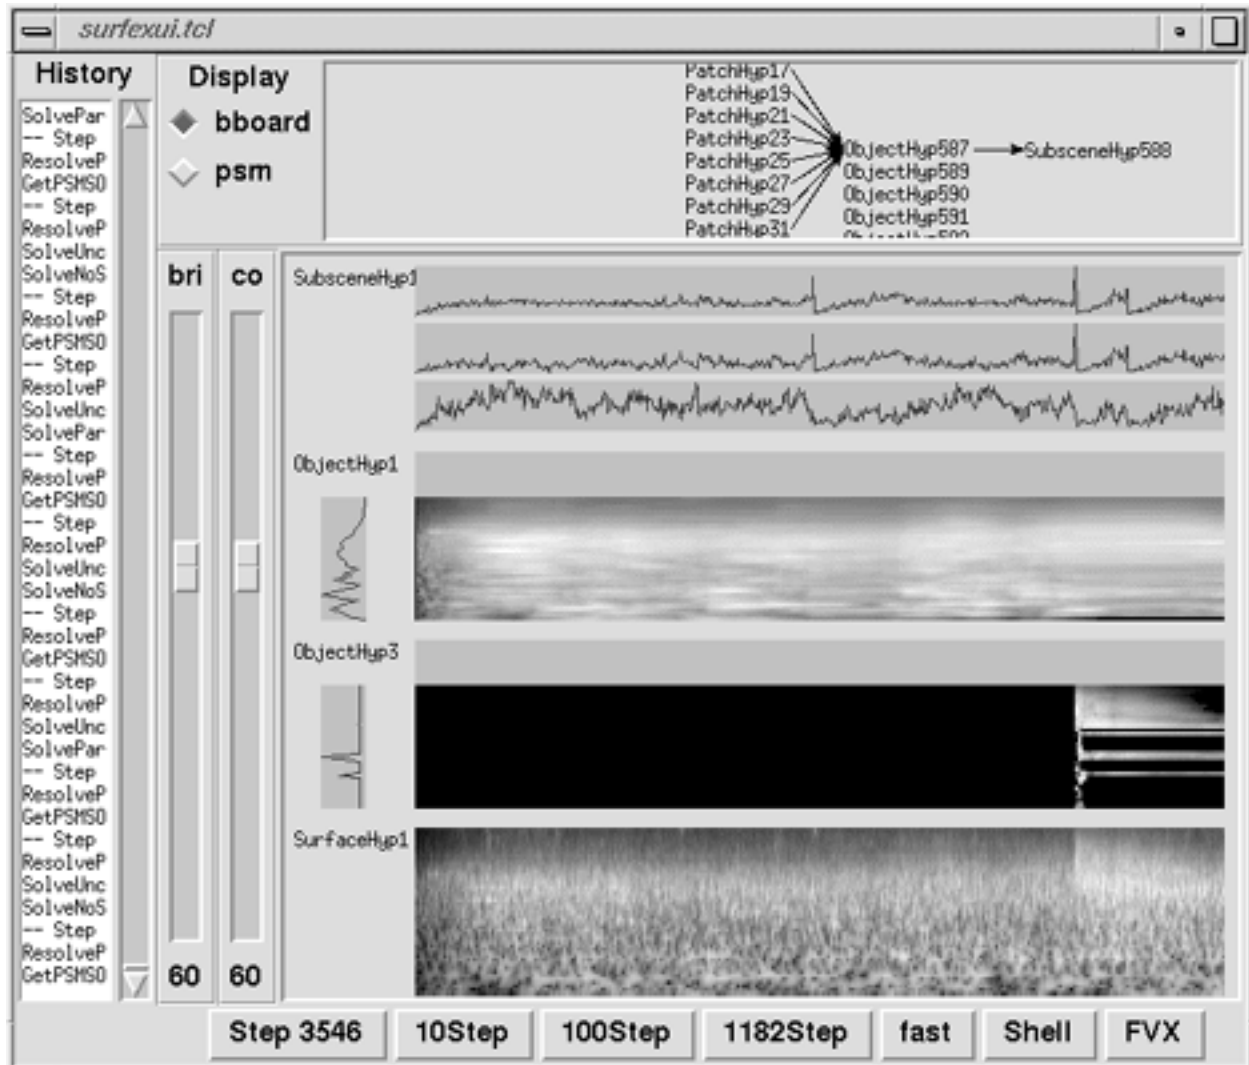 surfexui.tcl
History
SolvePar
-- Step
ResolveP
GetPSMSO
-- Step
ResolveP
SolveUnc
SolveNoS
-- Step
ResolveP
GetPSMSO
-- Step
ResolveP
SolveUnc
SolvePar
-- Step
ResolveP
GetPSMSO
-- Step
ResolveP
SolveUnc
SolveNoS
-- Step
ResolveP
GetPSMSO
-- Step
ResolveP
SolveUnc
SolvePar
-- Step
ResolveP
GetPSMSO
-- Step
ResolveP
SolveUnc
SolveNoS
-- Step
ResolveP
GetPSMSO
Display
bboard
psm
PatchHyp17
PatchHyp19
PatchHyp21
PatchHyp23
PatchHyp25
PatchHyp27
PatchHyp29
PatchHyp31
ObjectHyp587
ObjectHyp589
ObjectHyp590
ObjectHyp591
SubsceneHyp588
bri
60
co
60
SubsceneHyp1
ObjectHyp1
ObjectHyp3
SurfaceHyp1
Step 3546
10Step
100Step
1182Step
fast
Shell
FVX